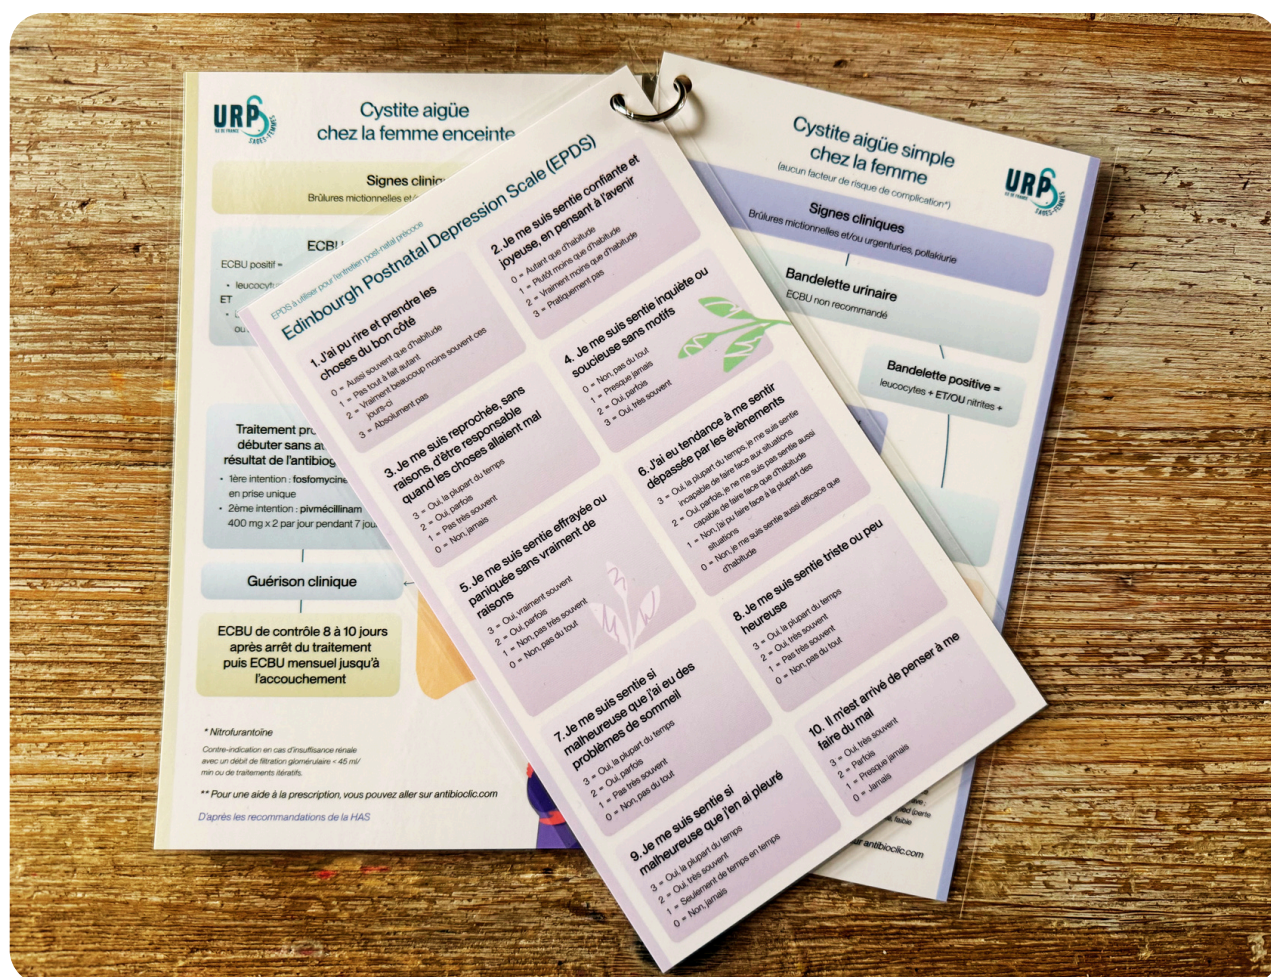 URPS
ILE DE FRANCE
SAGES-FEMMES
Cystite aigüe
chez la femme enceinte
Signes
Brûlures mictionnelles
ECBU
ECBU positif =
ET
Traitement
débuter sans
résultat de
• 1ère intention : fosfomycine
en prise unique
• 2ème intention : pivmécillinam
400 mg x 2 par jour pendant 7
Guérison clinique
ECBU de contrôle 8 à 10 jours
après arrêt du traitement
puis ECBU mensuel jusqu'à
l'accouchement
* Nitrofurantoïne
Contre-indication en cas d'insuffisance rénale
avec un débit de filtration glomérulaire < 45 ml/
min ou de traitements itératifs.
** Pour une aide à la prescription, vous pouvez aller sur antibioclic.com
D'après les recommandations de la HAS
EPDS à utiliser pour l'entretien post-natal précoce
Edinbourgh Postnatal Depression Scale (EPDS)
1. J'ai pu rire et prendre les
choses du bon côté
0 = Aussi souvent que d'habitude
1 = Pas tout à fait autant
2 = Vraiment beaucoup moins souvent ces
jours-ci
3 = Absolument pas
2. Je me suis sentie confiante et
joyeuse, en pensant à l'avenir
0 = Autant que d'habitude
1 = Plutôt moins que d'habitude
2 = Vraiment moins que d'habitude
3 = Pratiquement pas
3. Je me suis reprochée, sans
raisons, d'être responsable
quand les choses allaient mal
3 = Oui, la plupart du temps
2 = Oui, parfois
1 = Pas très souvent
0 = Non, jamais
4. Je me suis sentie inquiète ou
soucieuse sans motifs
0 = Non, pas du tout
1 = Presque jamais
2 = Oui, parfois
3 = Oui, très souvent
5. Je me suis sentie effrayée ou
paniquée sans vraiment de
raisons
3 = Oui, vraiment souvent
2 = Oui, parfois
1 = Non, pas très souvent
0 = Non, pas du tout
6. J'ai eu tendance à me sentir
dépassée par les évènements
3 = Oui, la plupart du temps, je me suis sentie
incapable de faire face aux situations
2 = Oui, parfois, je ne me suis pas sentie aussi
capable de faire face que d'habitude
1 = Non, j'ai pu faire face à la plupart des
situations
0 = Non, je me suis sentie aussi efficace que
d'habitude
7. Je me suis sentie si
malheureuse que j'ai eu des
problèmes de sommeil
3 = Oui, la plupart du temps
2 = Oui, parfois
1 = Pas très souvent
0 = Non, pas du tout
8. Je me suis sentie triste ou peu
heureuse
3 = Oui, la plupart du temps
2 = Oui, très souvent
1 = Pas très souvent
0 = Non, pas du tout
9. Je me suis sentie si
malheureuse que j'en ai pleuré
3 = Oui, la plupart du temps
2 = Oui, très souvent
1 = Seulement de temps en temps
0 = Non, jamais
10. Il m'est arrivé de penser à me
faire du mal
3 = Oui, très souvent
2 = Parfois
1 = Presque jamais
0 = Jamais
Cystite aigüe simple
chez la femme
(aucun facteur de risque de complication*)
URPS
ILE DE FRANCE
SAGES-FEMMES
Signes cliniques
Brûlures mictionnelles et/ou urgenturies, pollakiurie
Bandelette urinaire
ECBU non recommandé
Bandelette positive =
leucocytes + ET/OU nitrites +
(perte
faible
antibioclic.com